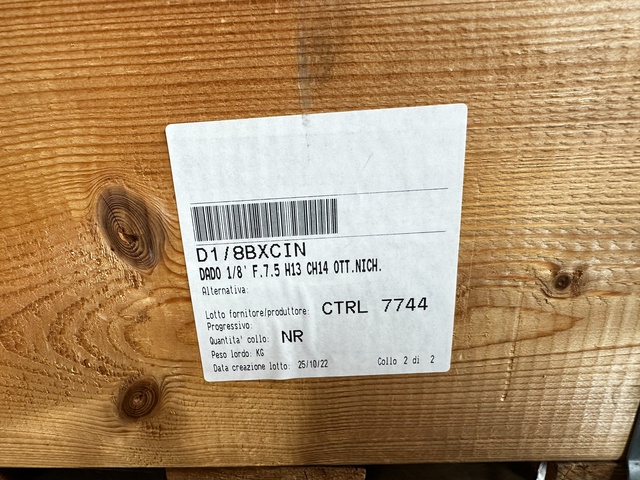 D1/8BXCIN
DADO 1/8' F.7.5 H13 CH14 OTT.NICH.
Alternativa:
Lotto fornitore/produttore: CTRL 7744
Progressivo:
Quantita' collo: NR
Peso lordo: KG
Data creazione lotto: 25/10/22 Collo 2 di 2